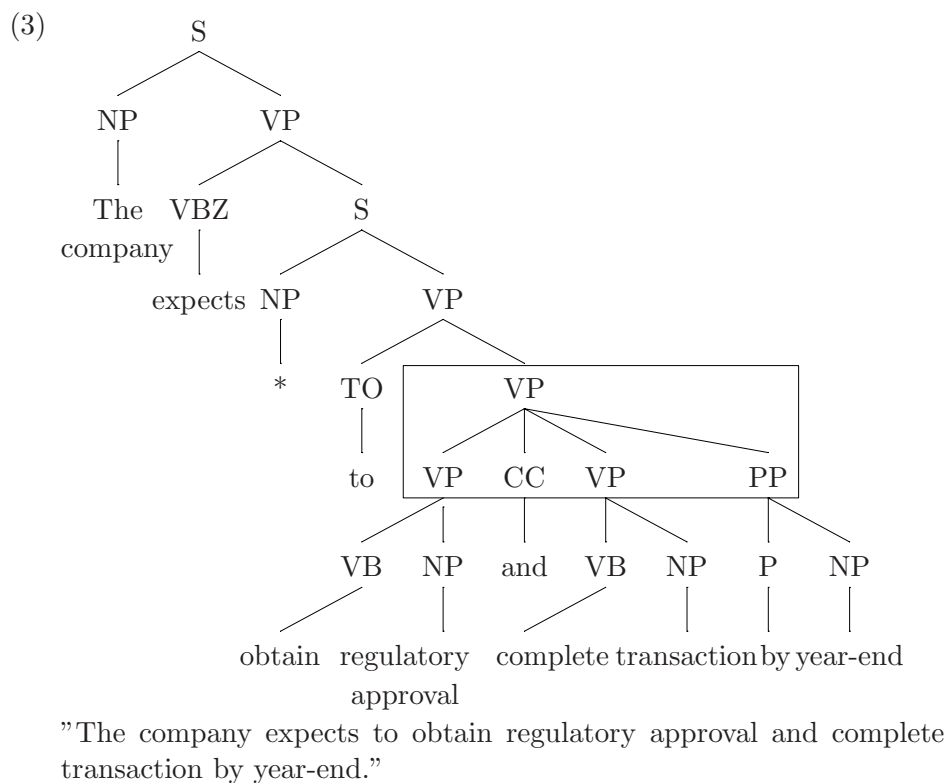 (3)
S
NP VP
The VBZ S
company
expects NP VP
* TO VP
to VP CC VP PP
VB NP and VB NP P NP
obtain regulatory complete transaction by year-end
approval
”The company expects to obtain regulatory approval and complete
transaction by year-end.”